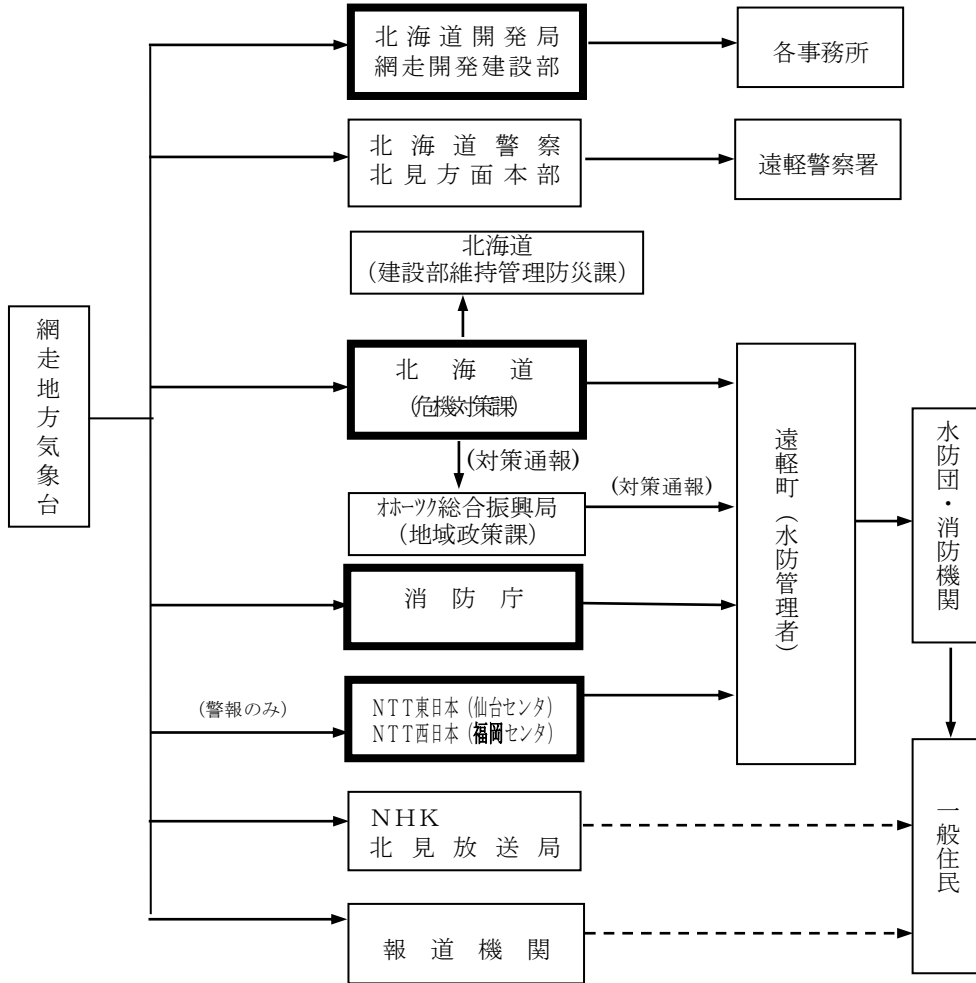 北海道開発局
網走開発建設部
各事務所
北海道警察
北見方面本部
遠軽警察署
北海道
(建設部維持管理防災課)
網走地方気象台
北海道
(危機対策課)
(対策通報)
オホーツク総合振興局
(地域政策課)
(対策通報)
遠軽町(水防管理者)
水防団・消防機関
消防庁
(警報のみ)
NTT東日本(仙台センタ)
NTT西日本(福岡センタ)
NHK
北見放送局
一般住民
報道機関